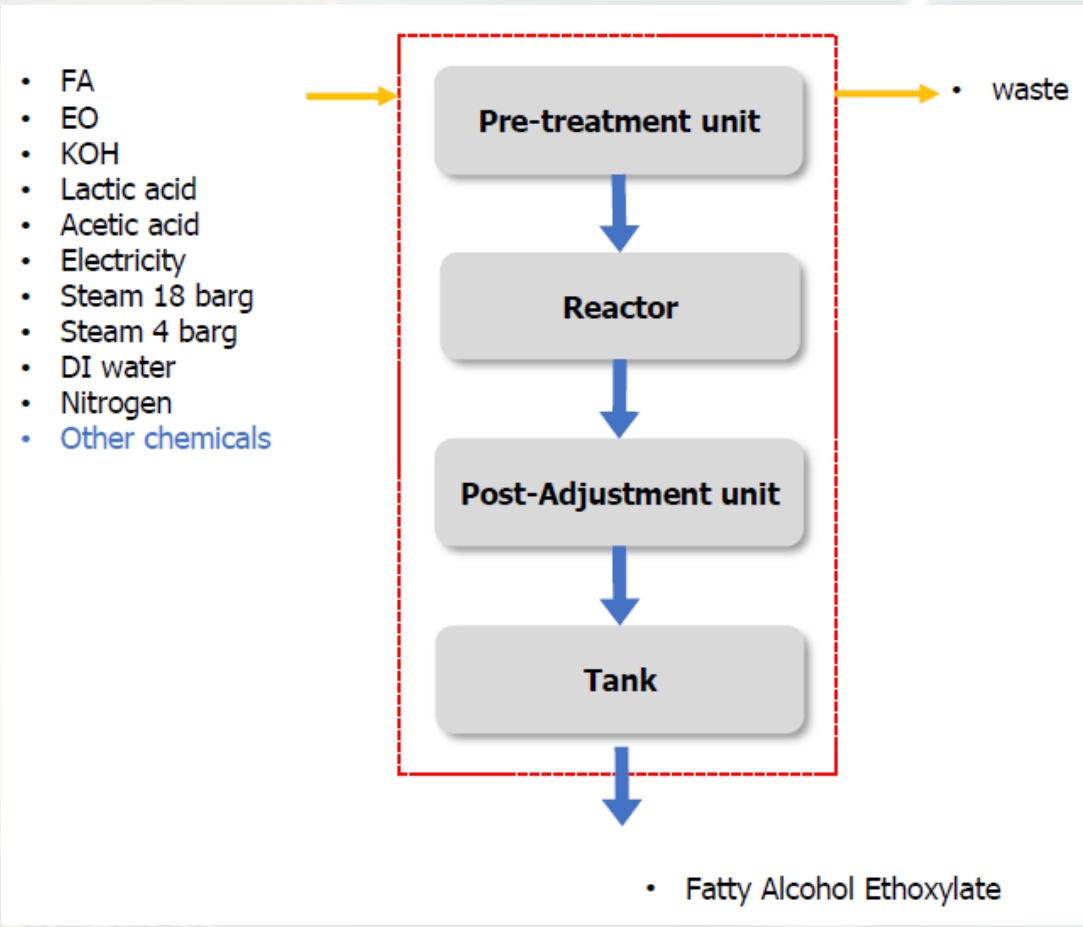 • FA
• EO
• KOH
• Lactic acid
• Acetic acid
• Electricity
• Steam 18 barg
• Steam 4 barg
• DI water
• Nitrogen
• Other chemicals
Pre-treatment unit
Reactor
Post-Adjustment unit
Tank
• waste
• Fatty Alcohol Ethoxylate